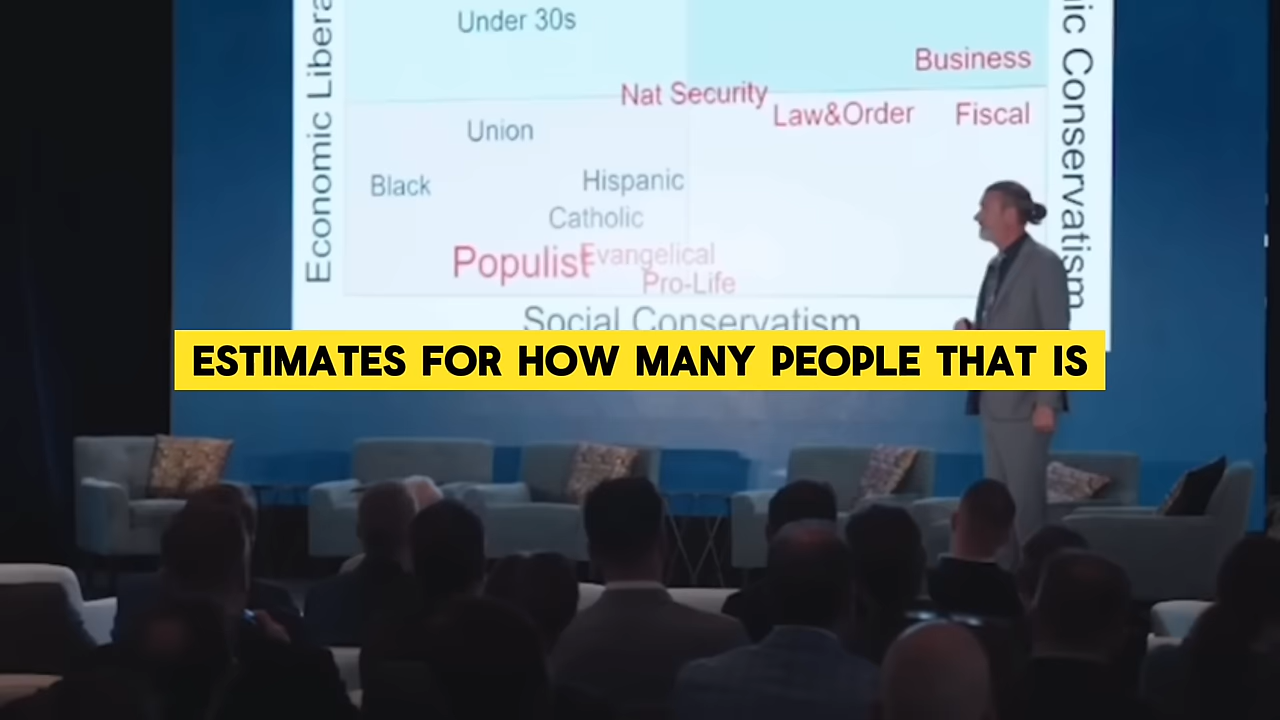 Under 30s
Business
Nat Security
Law&Order
Fiscal
Union
Black
Hispanic
Catholic
Evangelical
Populist
Pro-Life
Social Conservatism
Economic
Conservatism
ESTIMATES FOR HOW MANY PEOPLE THAT IS